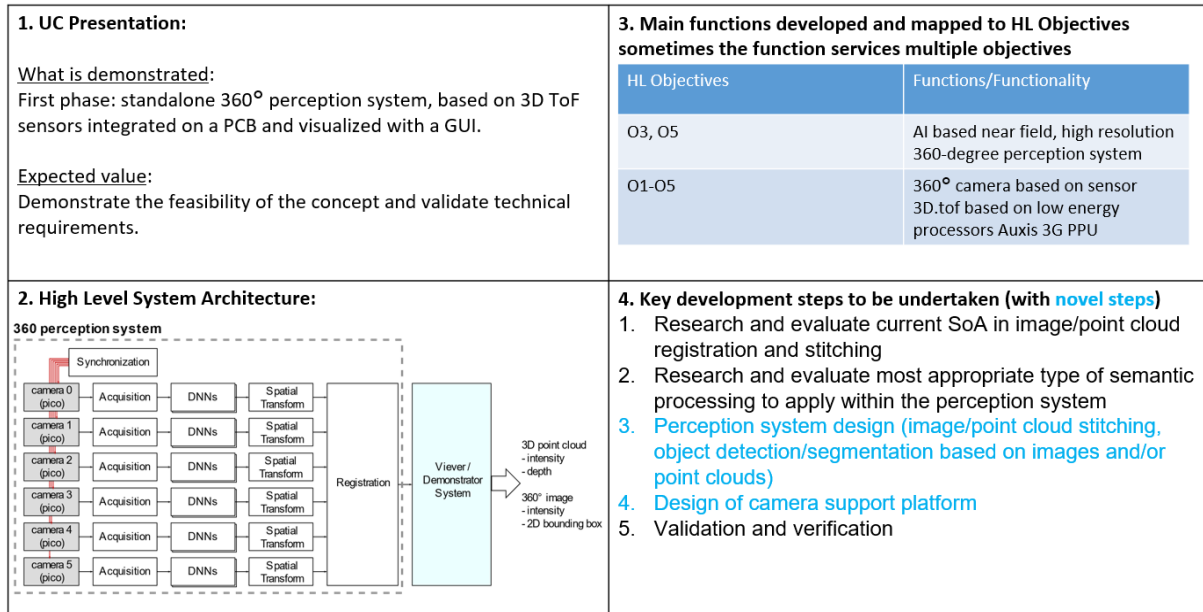 1. UC Presentation:
What is demonstrated:
First phase: standalone 360° perception system, based on 3D ToF
sensors integrated on a PCB and visualized with a GUI.
Expected value:
Demonstrate the feasibility of the concept and validate technical
requirements.
3. Main functions developed and mapped to HL Objectives
sometimes the function services multiple objectives
HL Objectives
Functions/Functionality
O3, O5
AI based near field, high resolution
360-degree perception system
O1-O5
360° camera based on sensor
3D.tof based on low energy
processors Auxis 3G PPU
2. High Level System Architecture:
360 perception system
Synchronization
camera 0
(pico)
Acquisition
DNNs
Spatial
Transform
camera 1
(pico)
Acquisition
DNNs
Spatial
Transform
camera 2
(pico)
Acquisition
DNNs
Spatial
Transform
camera 3
(pico)
Acquisition
DNNs
Spatial
Transform
camera 4
(pico)
Acquisition
DNNs
Spatial
Transform
camera 5
(pico)
Acquisition
DNNs
Spatial
Transform
Registration
Viever /
Demonstrator
System
3D point cloud
- intensity
- depth
360° image
- intensity
- 2D bounding box
4. Key development steps to be undertaken (with novel steps)
1. Research and evaluate current SoA in image/point cloud
registration and stitching
2. Research and evaluate most appropriate type of semantic
processing to apply within the perception system
3. Perception system design (image/point cloud stitching,
object detection/segmentation based on images and/or
point clouds)
4. Design of camera support platform
5. Validation and verification